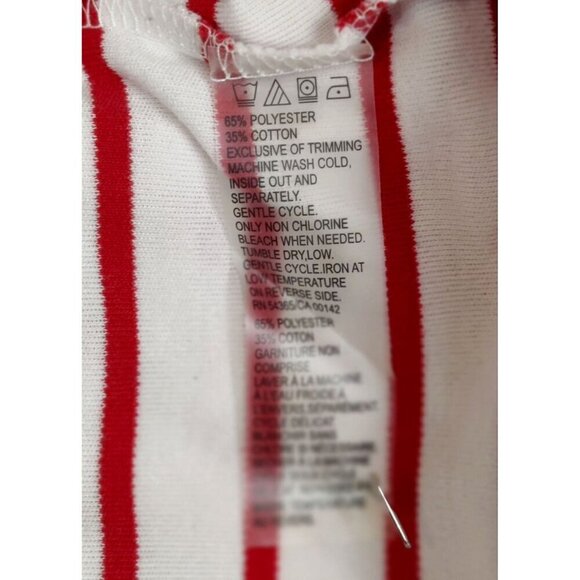 65% POLYESTER
35% COTTON
EXCLUSIVE OF TRIMMING
MACHINE WASH COLD,
INSIDE OUT AND
SEPARATELY.
GENTLE CYCLE.
ONLY NON CHLORINE
BLEACH WHEN NEEDED.
TUMBLE DRY,LOW.
GENTLE CYCLE.IRON AT
LOW TEMPERATURE
ON REVERSE SIDE.
RN 54365/CA 00142
65% POLYESTER
35% COTON
GARNITURE NON
COMPRISE
LAVER À LA MACHINE
À L'EAU FROIDE À
L'ENVERS SÉPARÉMENT.
CYCLE DÉLICAT
BLANCHIR SANS